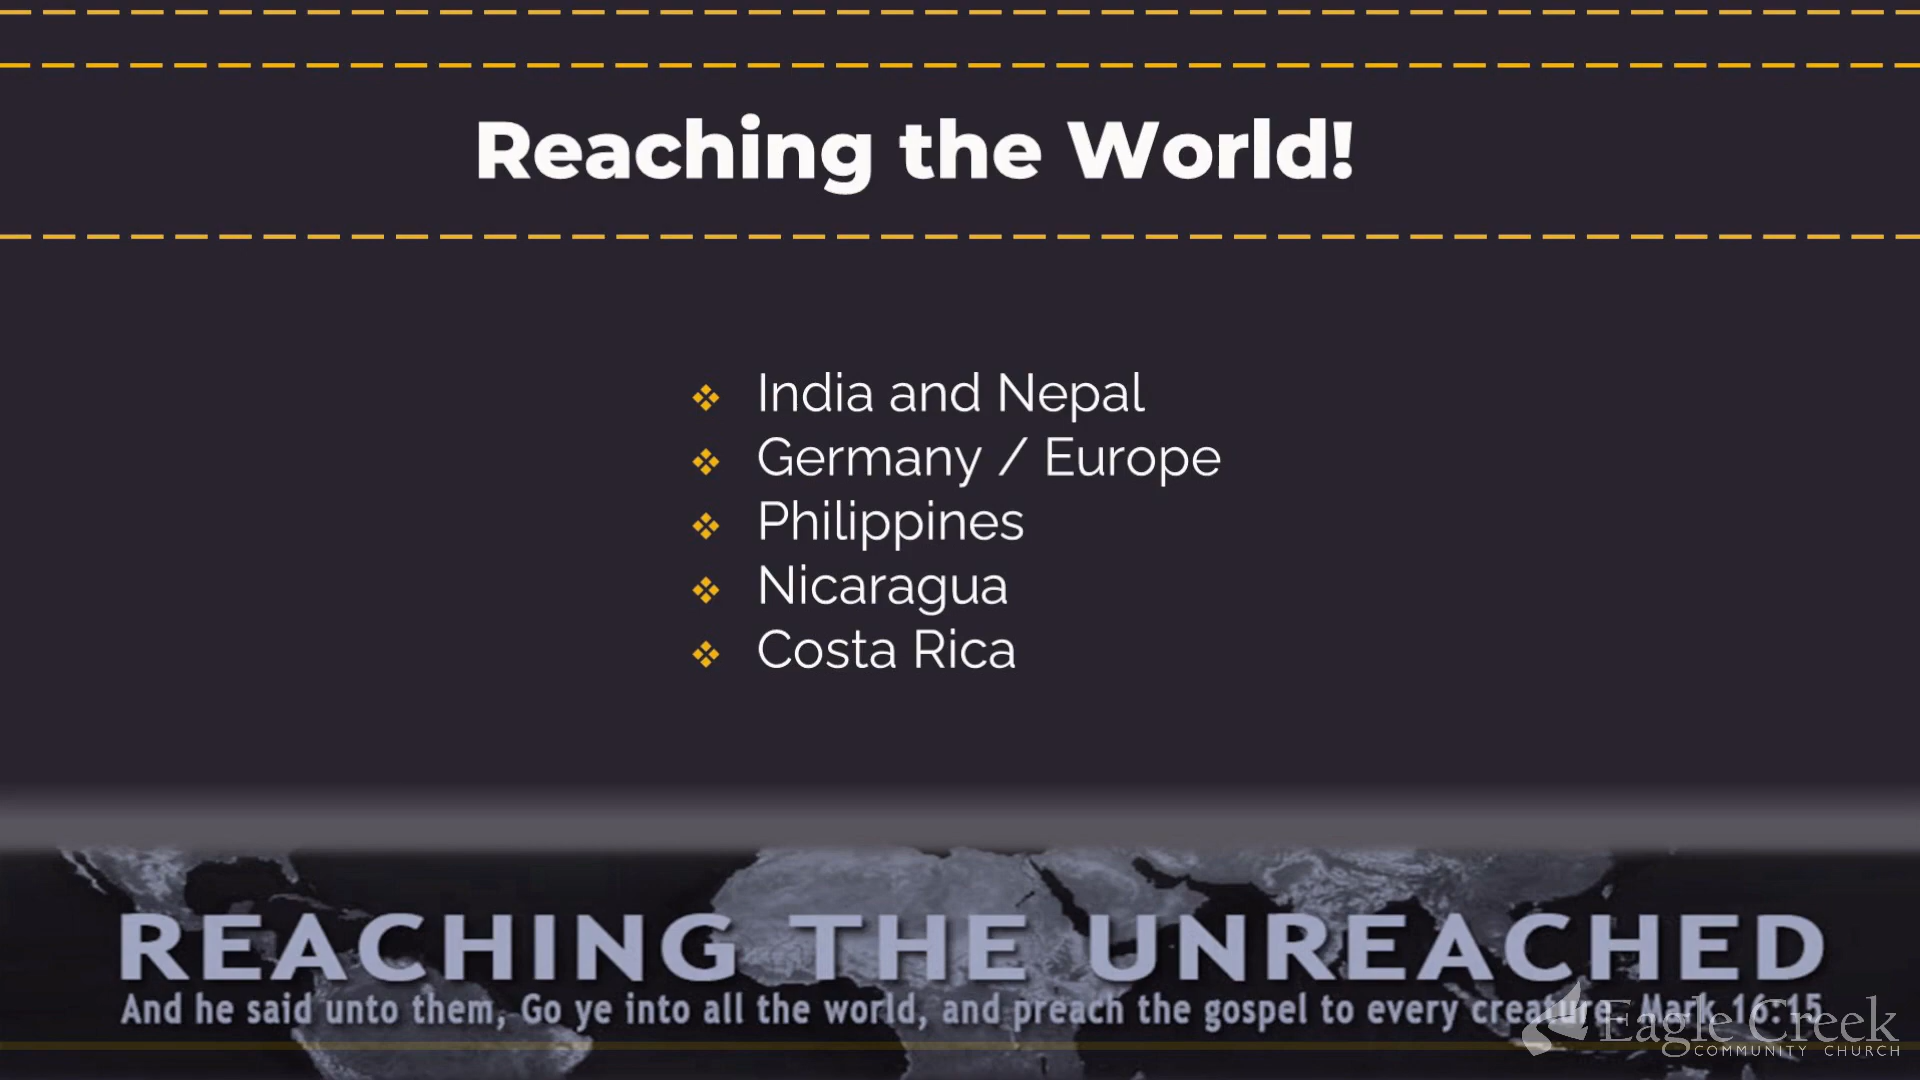 Reaching the World!
India and Nepal
Germany / Europe
Philippines
Nicaragua
Costa Rica
REACHING THE UNREACHED
And he said unto them, Go ye into all the world, and preach the gospel to every creature. Mark 16:15
Eagle Creek
COMMUNITY CHURCH